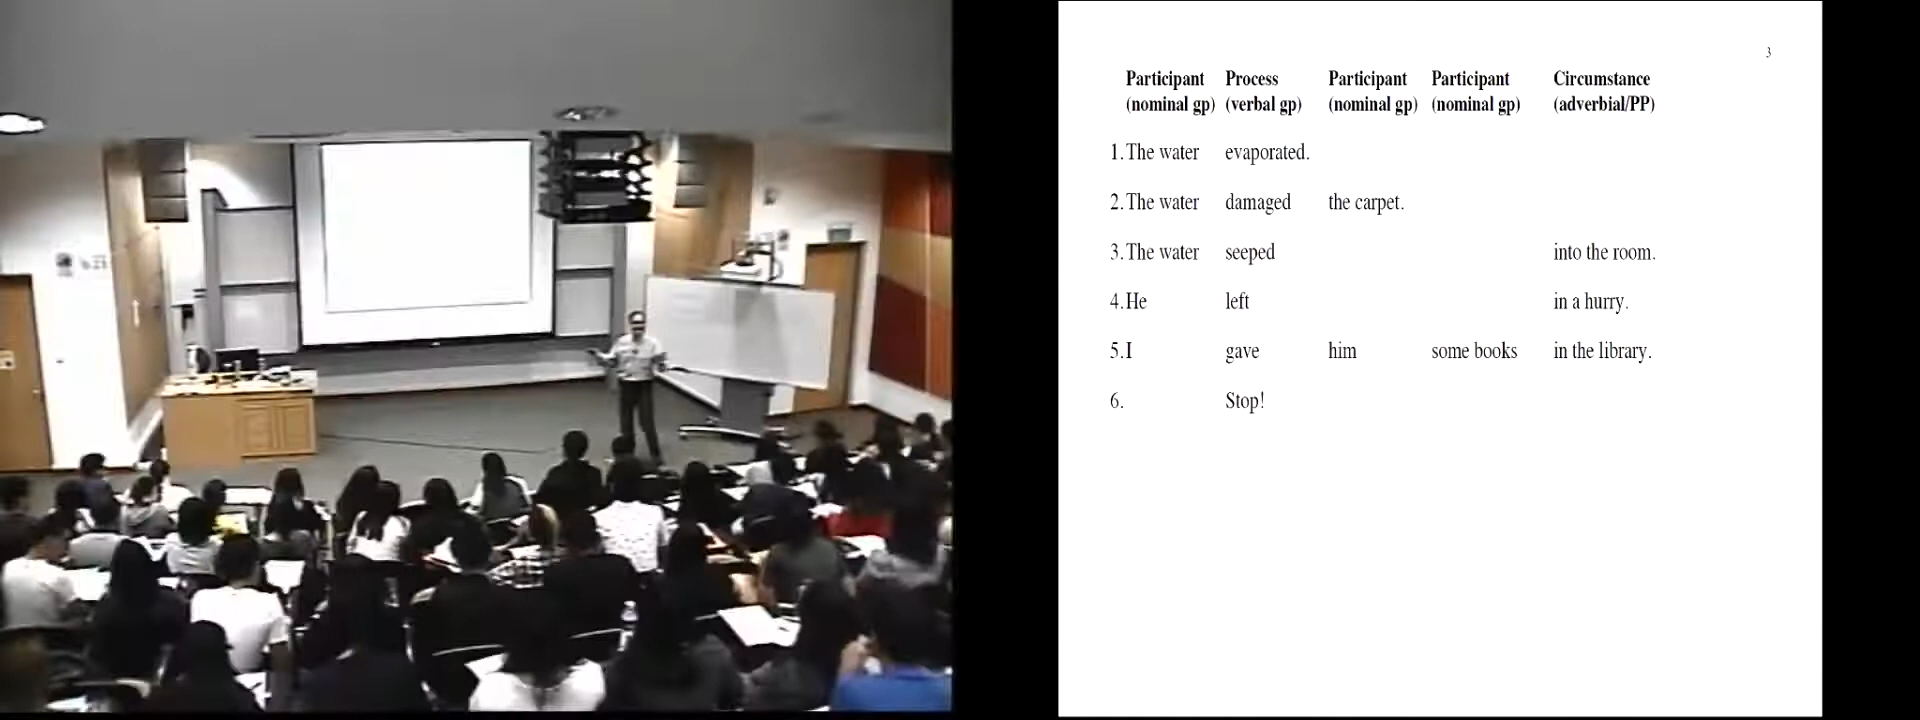 3
Participant Process Participant Participant Circumstance
(nominal gp) (verbal gp) (nominal gp) (nominal gp) (adverbial/PP)
1. The water evaporated.
2. The water damaged the carpet.
3. The water seeped into the room.
4. He left in a hurry.
5. I gave him some books in the library.
6. Stop!